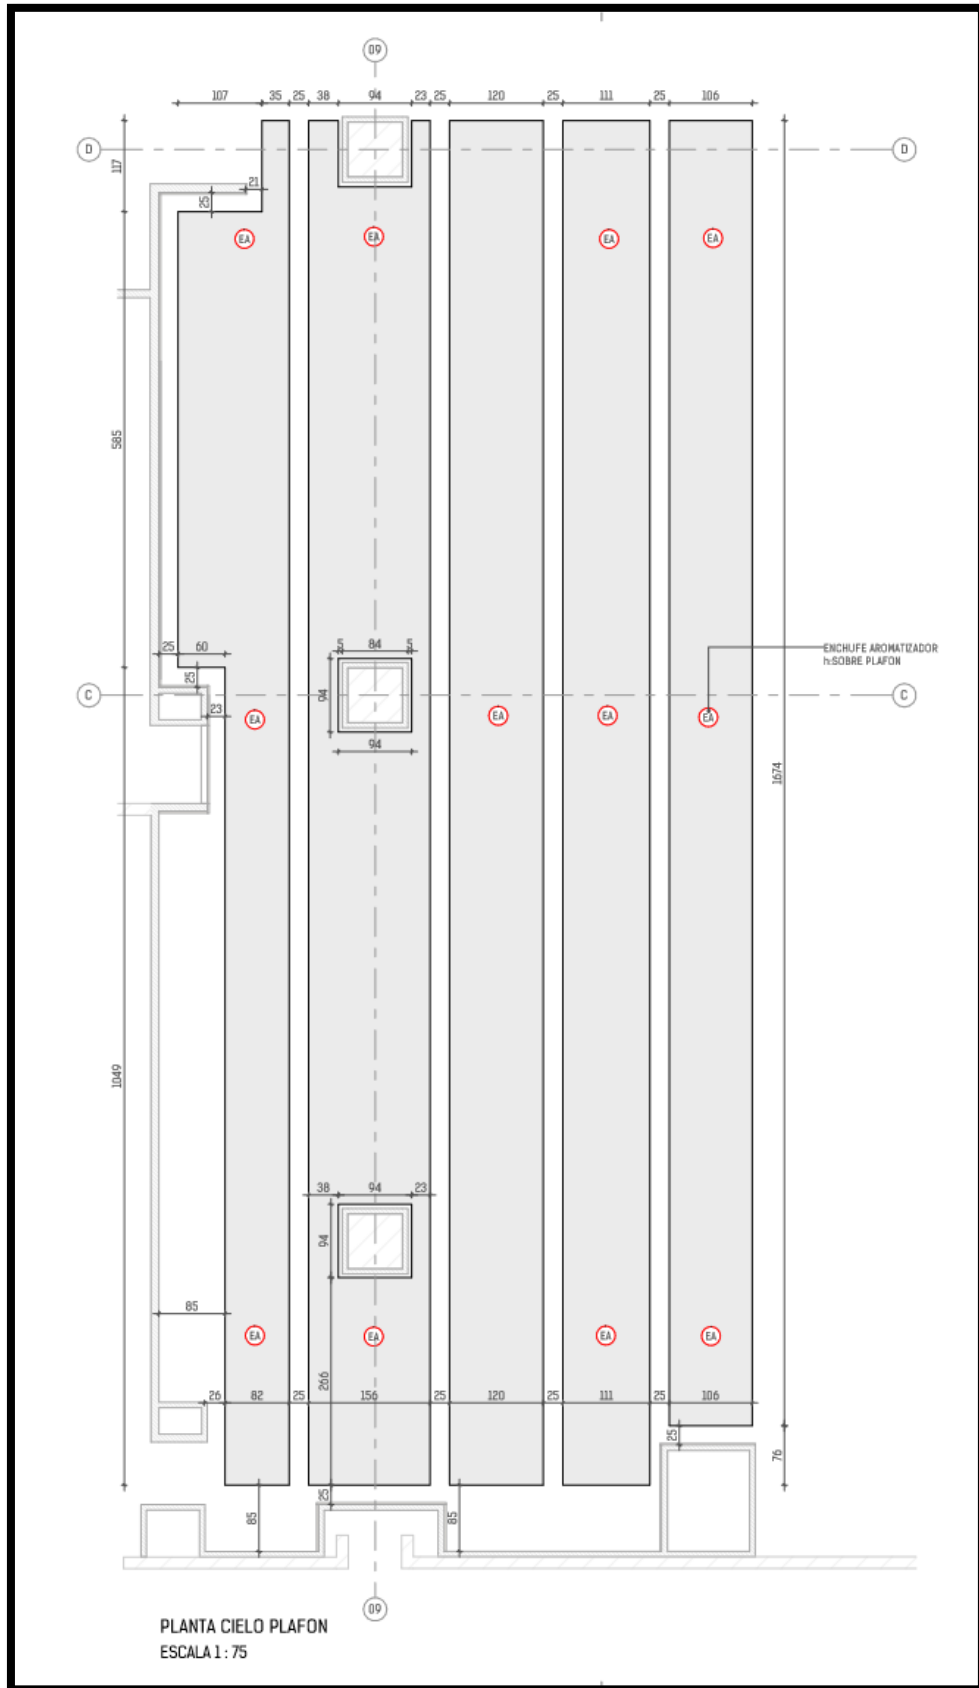 09
107 35 25 38 94 23 25 120 25 111 25 106
D D
117
21
25
EA EA EA EA
585
25 60 5 84 5
ENCHUFE AROMATIZADOR
h:SOBRE PLAFON
25
C C
94
23
EA EA EA EA
94
1674
1049
38 94 23
94
85
EA EA EA EA
266
26 82 25 156 25 120 25 111 25 106
25
76
25
85 85
09
PLANTA CIELO PLAFON
ESCALA 1 : 75